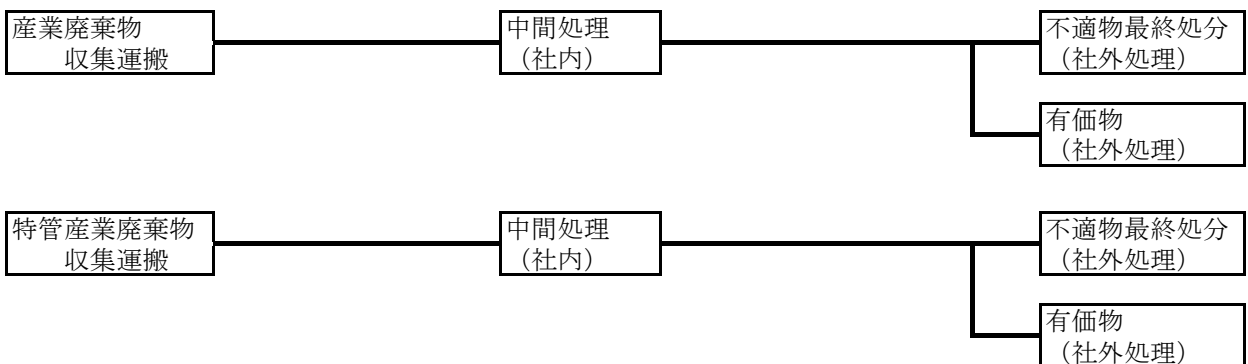 産業廃棄物
収集運搬
中間処理
（社内）
不適物最終処分
（社外処理）
有価物
（社外処理）
特管産業廃棄物
収集運搬
中間処理
（社内）
不適物最終処分
（社外処理）
有価物
（社外処理）